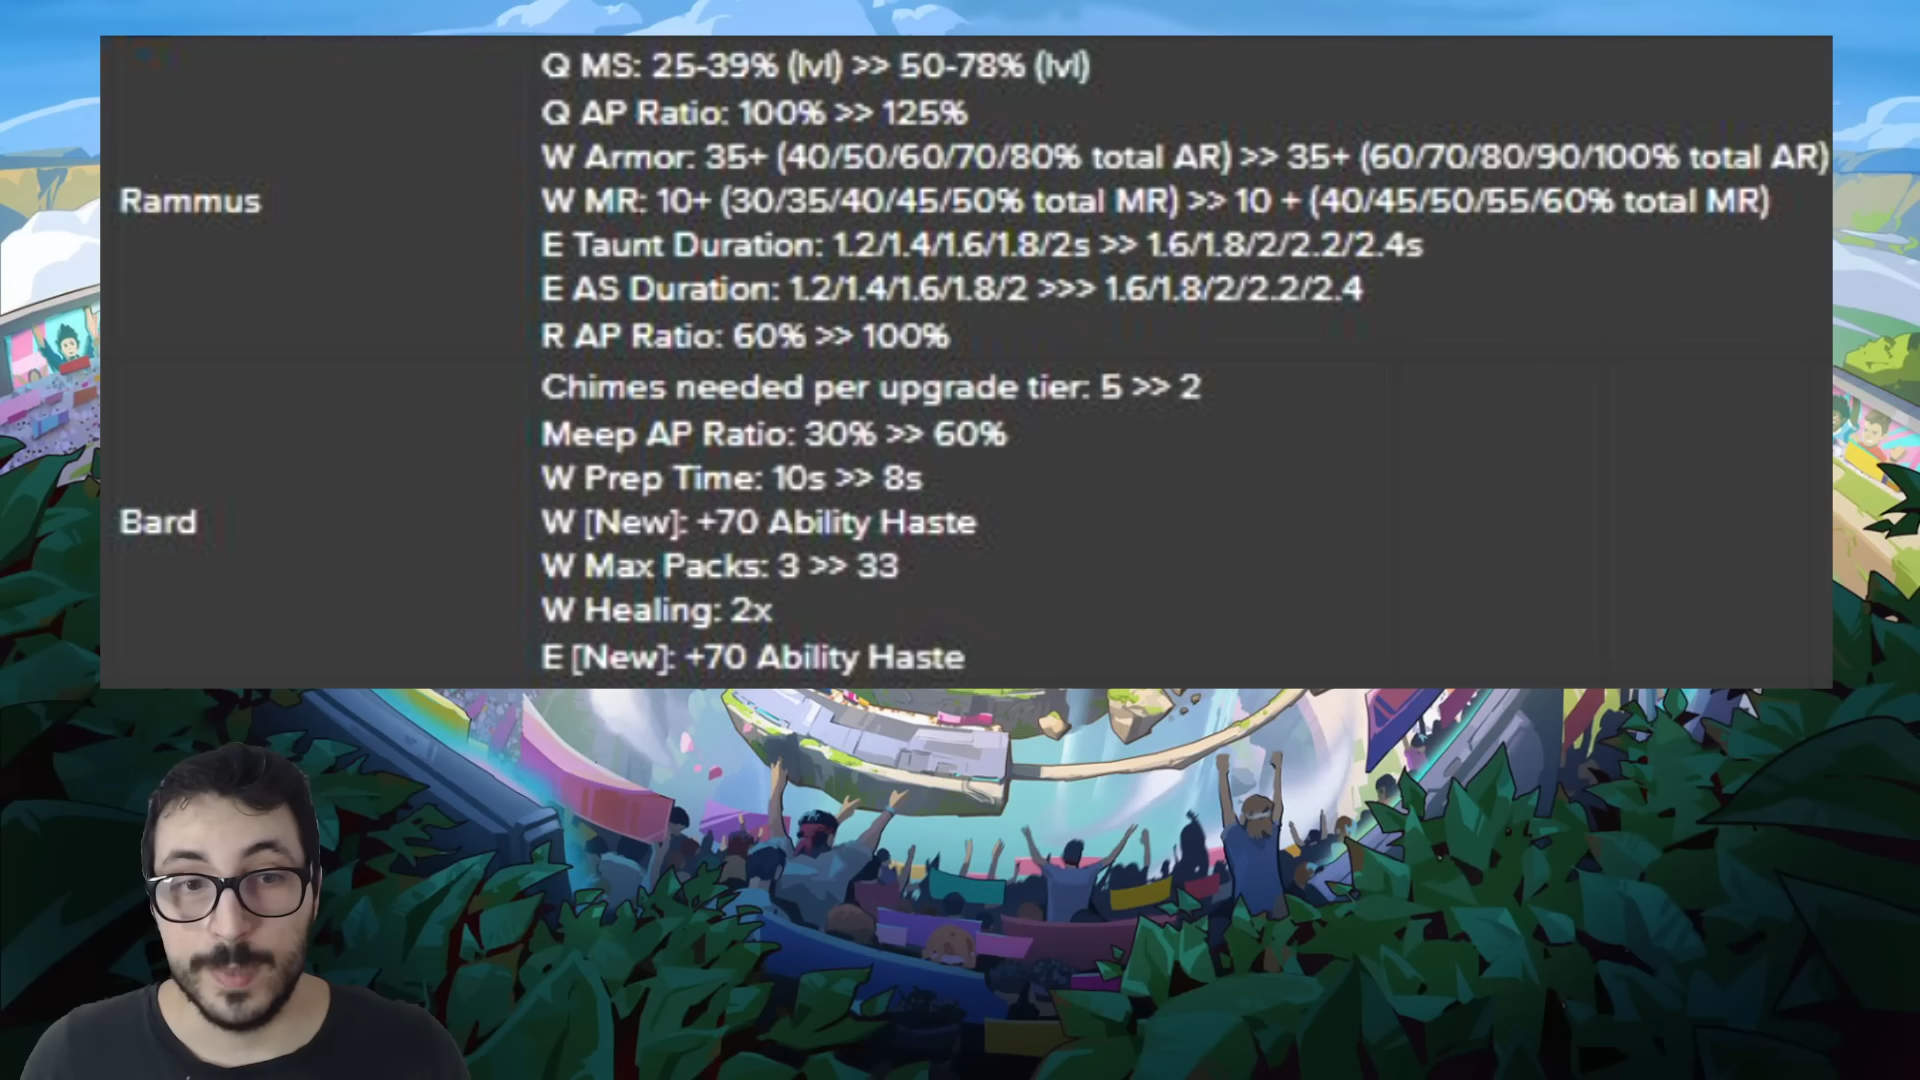 Rammus
Q MS: 25-39% (lvl) >> 50-78% (lvl)
Q AP Ratio: 100% >> 125%
W Armor: 35+ (40/50/60/70/80% total AR) >> 35+ (60/70/80/90/100% total AR)
W MR: 10+ (30/35/40/45/50% total MR) >> 10 + (40/45/50/55/60% total MR)
E Taunt Duration: 1.2/1.4/1.6/1.8/2s >> 1.6/1.8/2/2.2/2.4s
E AS Duration: 1.2/1.4/1.6/1.8/2 >>> 1.6/1.8/2/2.2/2.4
R AP Ratio: 60% >> 100%
Bard
Chimes needed per upgrade tier: 5 >> 2
Meep AP Ratio: 30% >> 60%
W Prep Time: 10s >> 8s
W [New]: +70 Ability Haste
W Max Packs: 3 >> 33
W Healing: 2x
E [New]: +70 Ability Haste